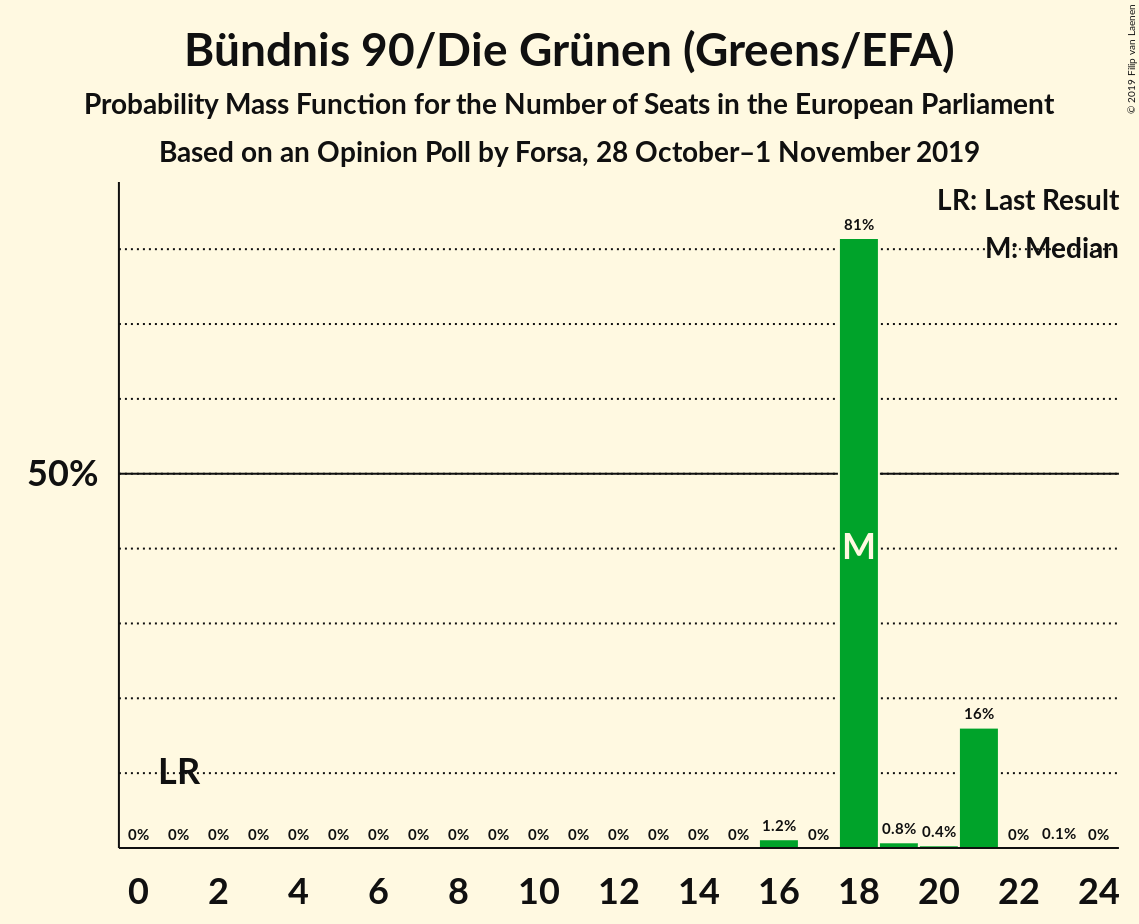 © 2019 Filip van Laenen
Bündnis 90/Die Grünen (Greens/EFA)
Probability Mass Function for the Number of Seats in the European Parliament
Based on an Opinion Poll by Forsa, 28 October–1 November 2019
LR: Last Result
M: Median
81%
50%
M
16%
LR
0% 0% 0% 0% 0% 0% 0% 0% 0% 0% 0% 0% 0% 0% 0% 0% 1.2% 0% 0.8% 0.4% 0% 0.1% 0%
0 2 4 6 8 10 12 14 16 18 20 22 24